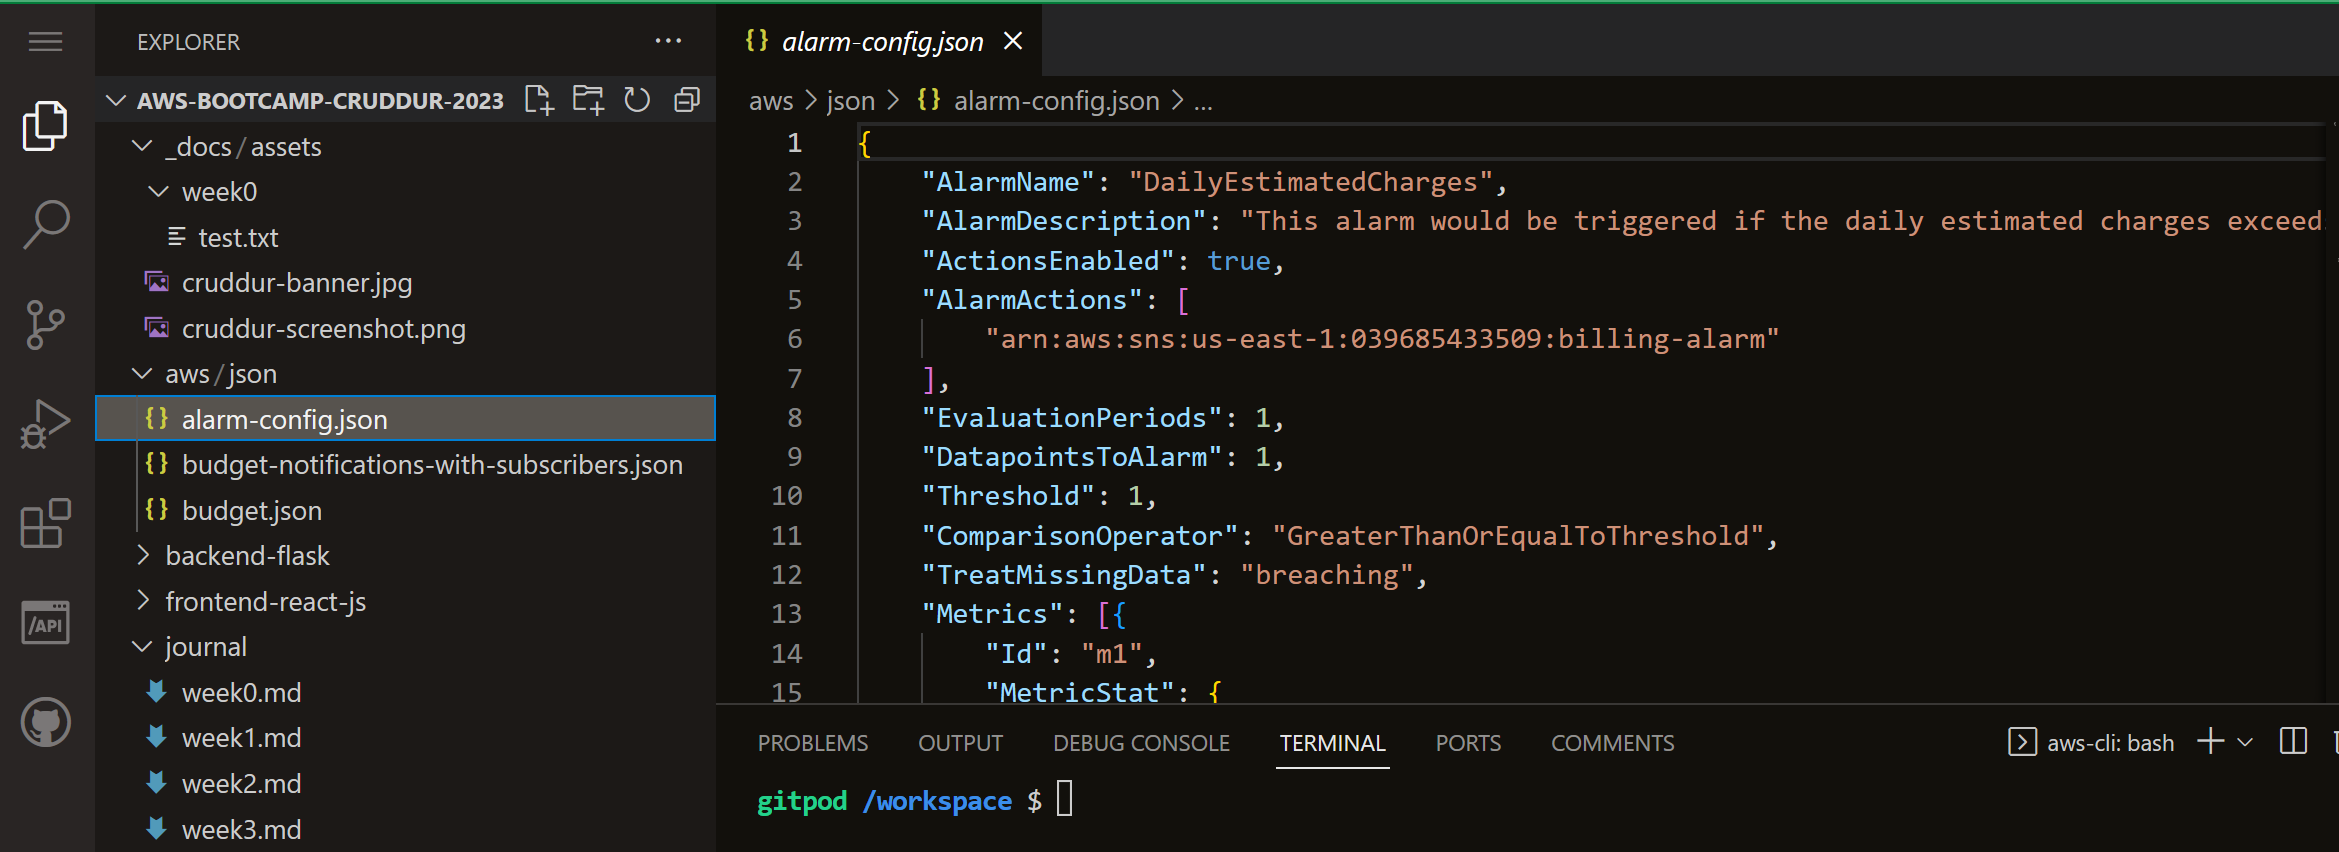 EXPLORER
AWS-BOOTCAMP-CRUDDUR-2023
_docs / assets
week0
test.txt
cruddur-banner.jpg
cruddur-screenshot.png
aws / json
alarm-config.json
budget-notifications-with-subscribers.json
budget.json
backend-flask
frontend-react-js
journal
week0.md
week1.md
week2.md
week3.md
/API
{} alarm-config.json
aws > json > {} alarm-config.json > ...
1 {
2 "AlarmName": "DailyEstimatedCharges",
3 "AlarmDescription": "This alarm would be triggered if the daily estimated charges exceeds
4 "ActionsEnabled": true,
5 "AlarmActions": [
6 "arn:aws:sns:us-east-1:039685433509:billing-alarm"
7 ],
8 "EvaluationPeriods": 1,
9 "DatapointsToAlarm": 1,
10 "Threshold": 1,
11 "ComparisonOperator": "GreaterThanOrEqualToThreshold",
12 "TreatMissingData": "breaching",
13 "Metrics": [{
14 "Id": "m1",
15 "MetricStat": {
PROBLEMS OUTPUT DEBUG CONSOLE TERMINAL PORTS COMMENTS aws-cli: bash
gitpod /workspace $